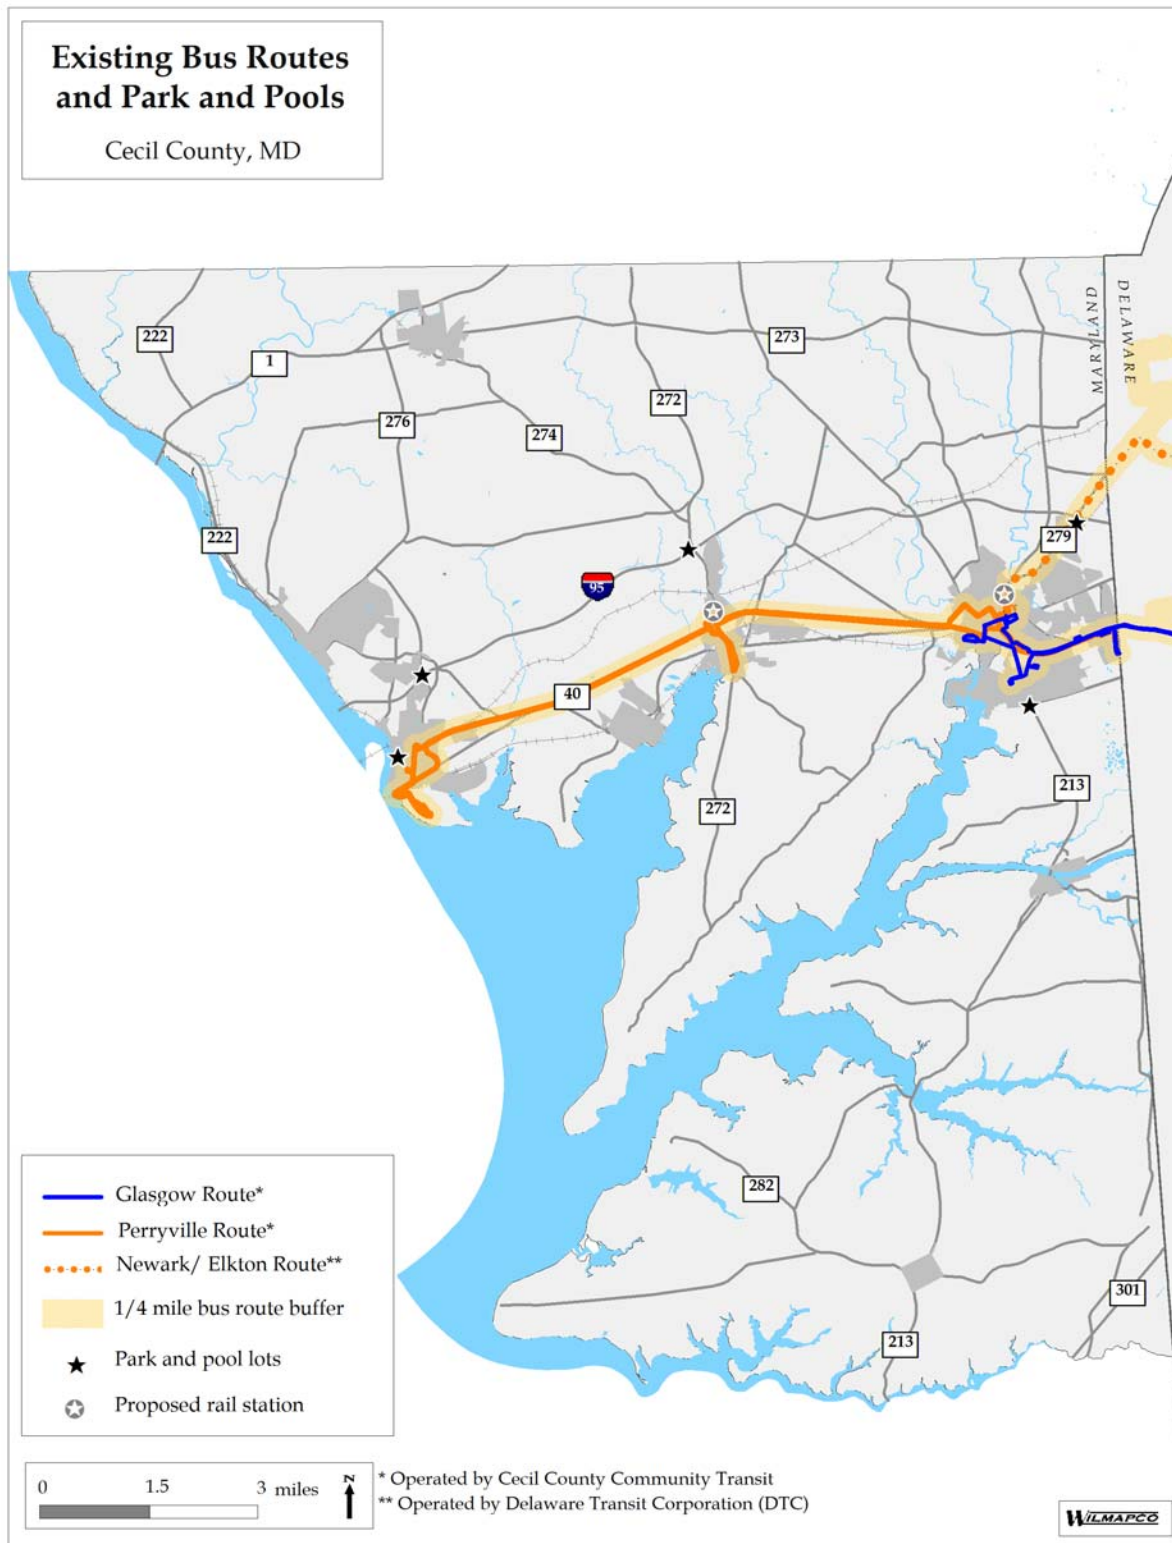 Existing Bus Routes
and Park and Pools
Cecil County, MD
MARYLAND
DELAWARE
222
1
273
276
272
274
222
95
279
40
272
213
282
301
213
Glasgow Route*
Perryville Route*
Newark/ Elkton Route**
1/4 mile bus route buffer
Park and pool lots
Proposed rail station
0 1.5 3 miles
N
* Operated by Cecil County Community Transit
** Operated by Delaware Transit Corporation (DTC)
WILMAPCO